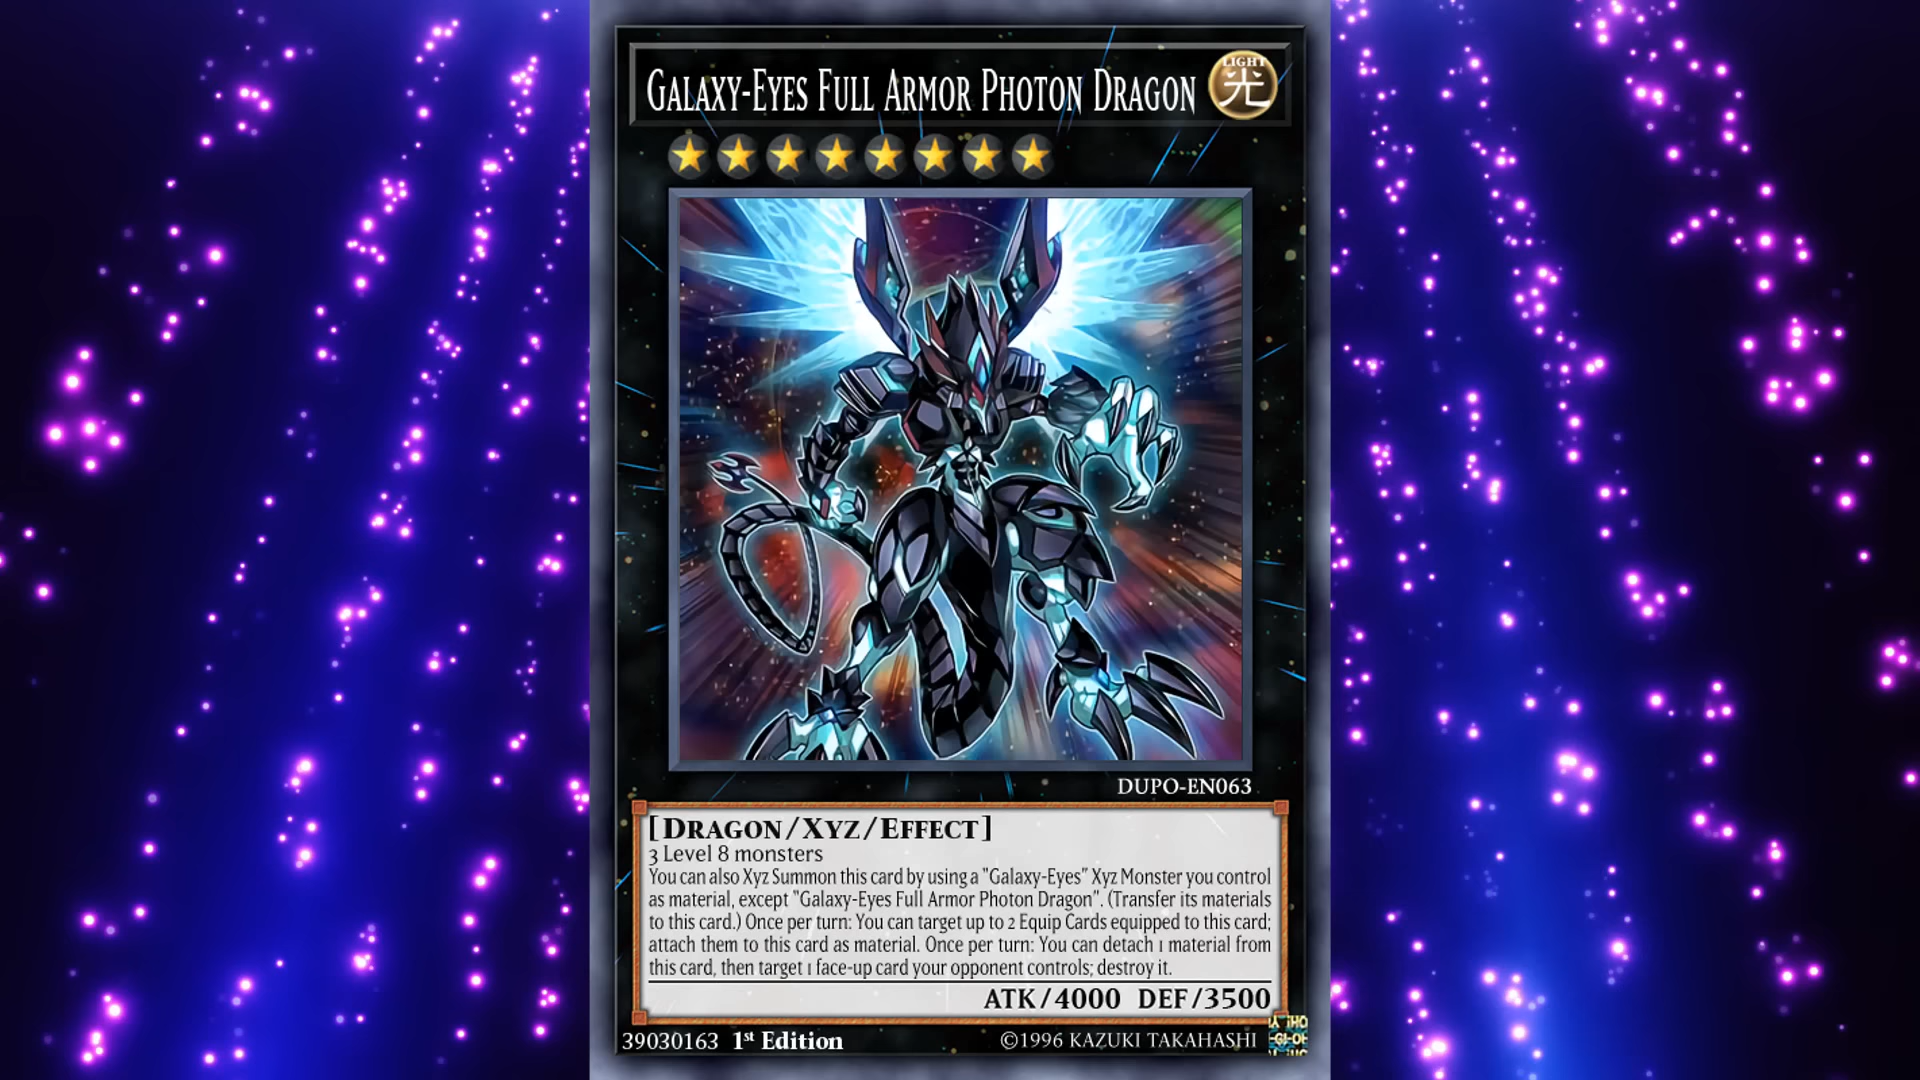 GALAXY-EYES FULL ARMOR PHOTON DRAGON
LIGHT
光
DUPO-EN063
[DRAGON/XYZ/EFFECT]
3 Level 8 monsters
You can also Xyz Summon this card by using a "Galaxy-Eyes" Xyz Monster you control
as material, except "Galaxy-Eyes Full Armor Photon Dragon". (Transfer its materials
to this card.) Once per turn: You can target up to 2 Equip Cards equipped to this card;
attach them to this card as material. Once per turn: You can detach 1 material from
this card, then target 1 face-up card your opponent controls; destroy it.
ATK/4000 DEF/3500
39030163 1st Edition
©1996 KAZUKI TAKAHASHI